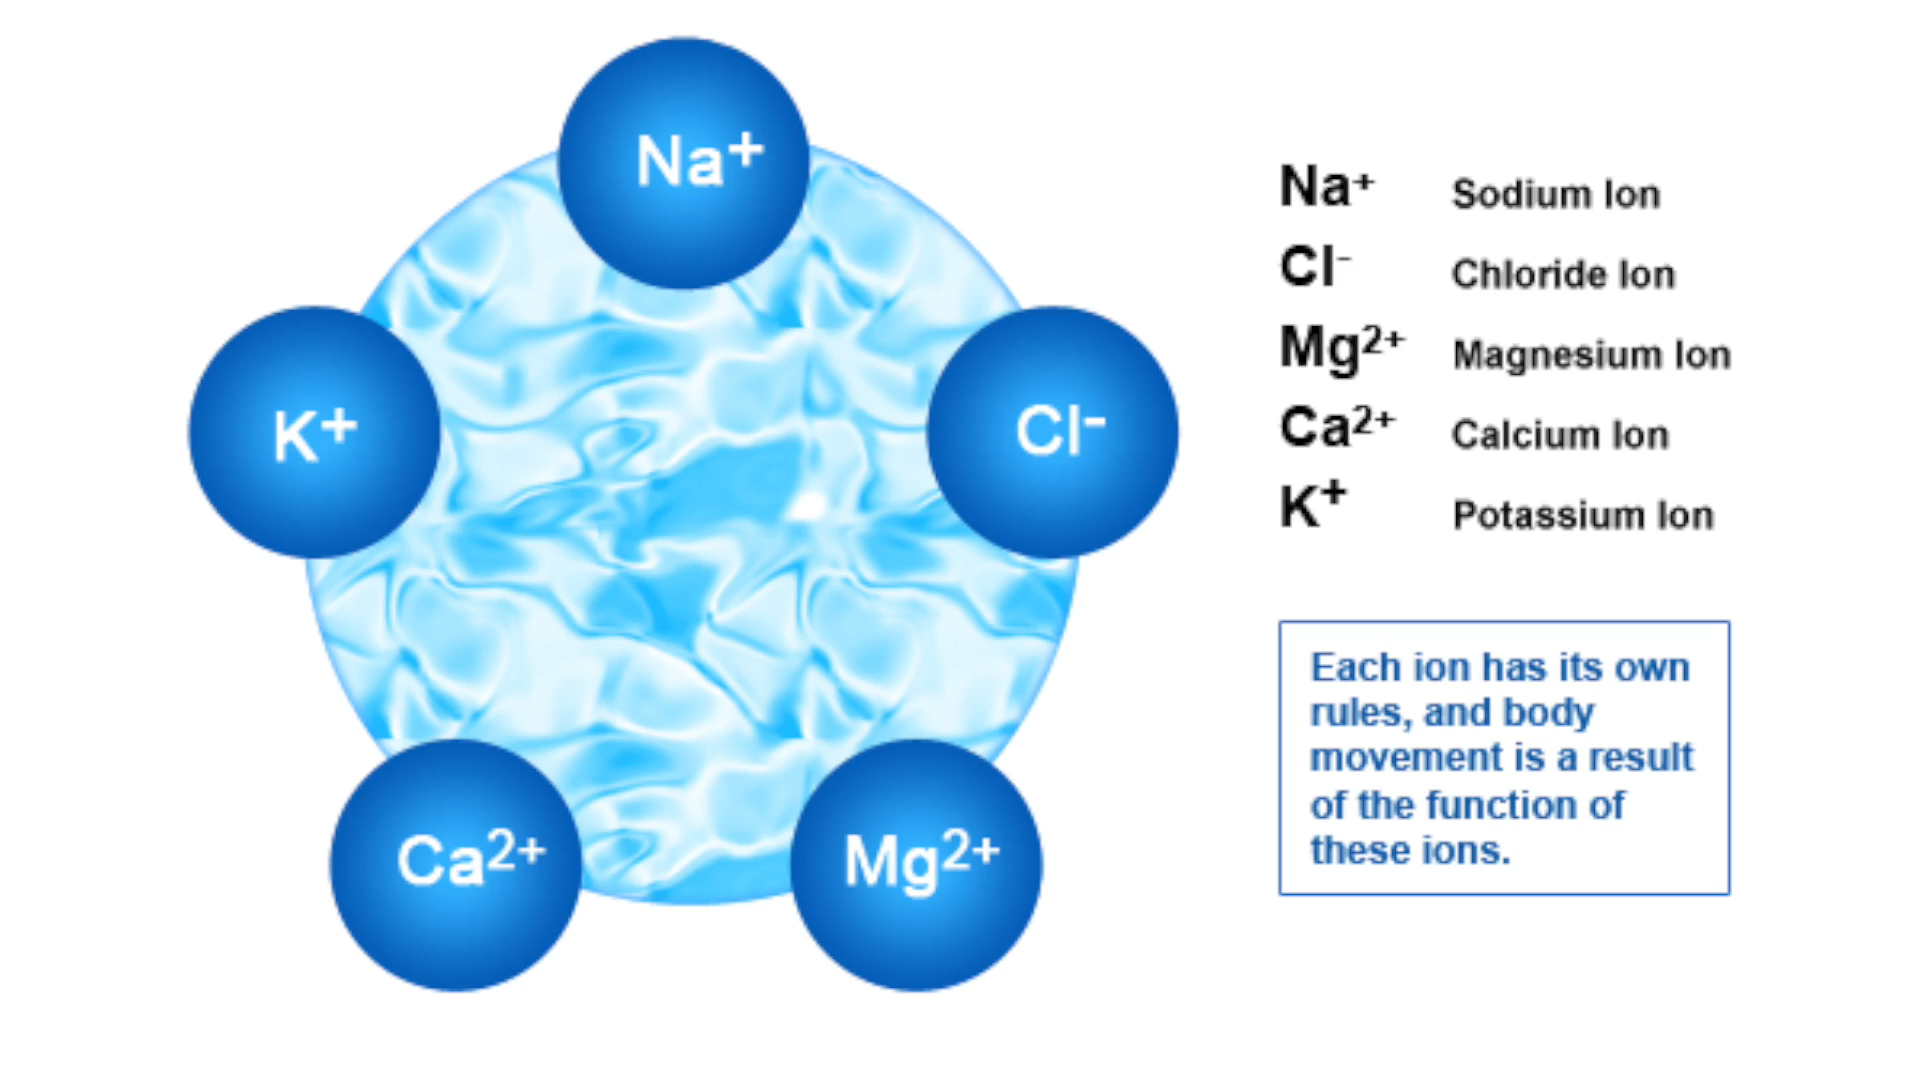 Na⁺
K⁺
Cl⁻
Ca²⁺
Mg²⁺
Na⁺ Sodium Ion
Cl⁻ Chloride Ion
Mg²⁺ Magnesium Ion
Ca²⁺ Calcium Ion
K⁺ Potassium Ion
Each ion has its own
rules, and body
movement is a result
of the function of
these ions.